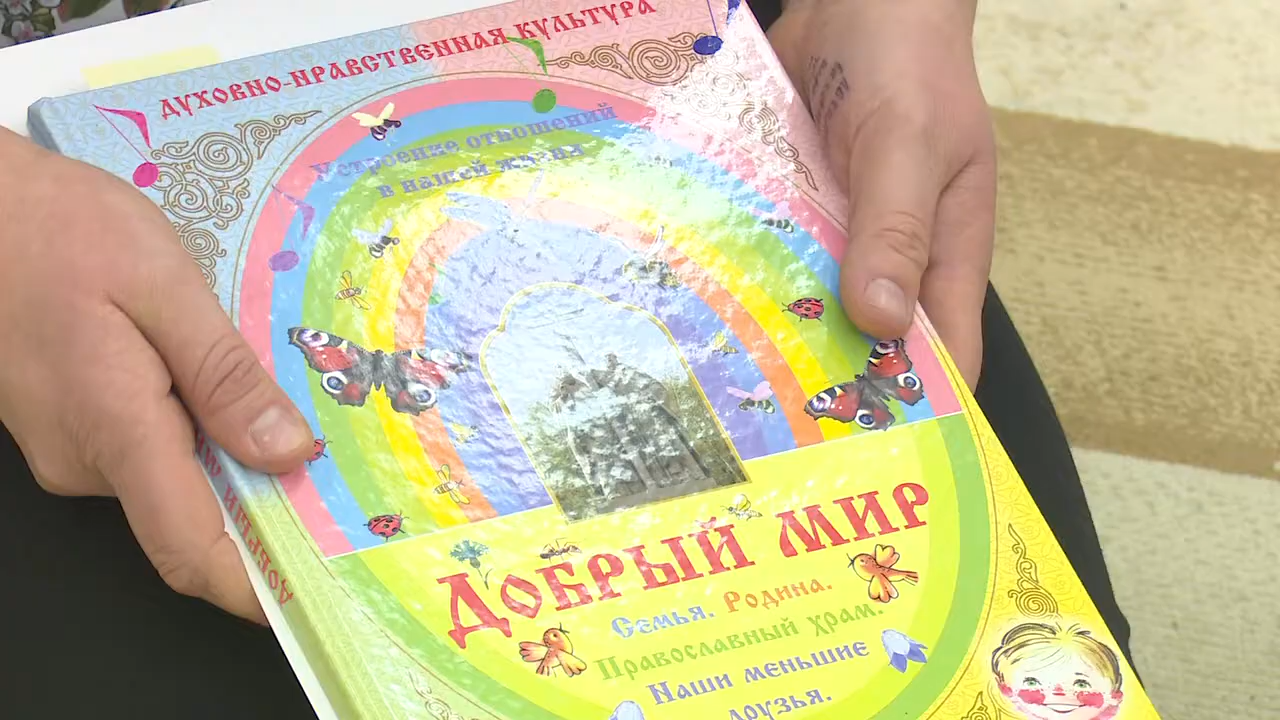 ДУХОВНО-НРАВСТВЕННАЯ КУЛЬТУРА
Устроение отношений
в нашей жизни
ДОБРЫЙ МИР
Семья. Родина.
Православный храм.
Наши меньшие
друзья.